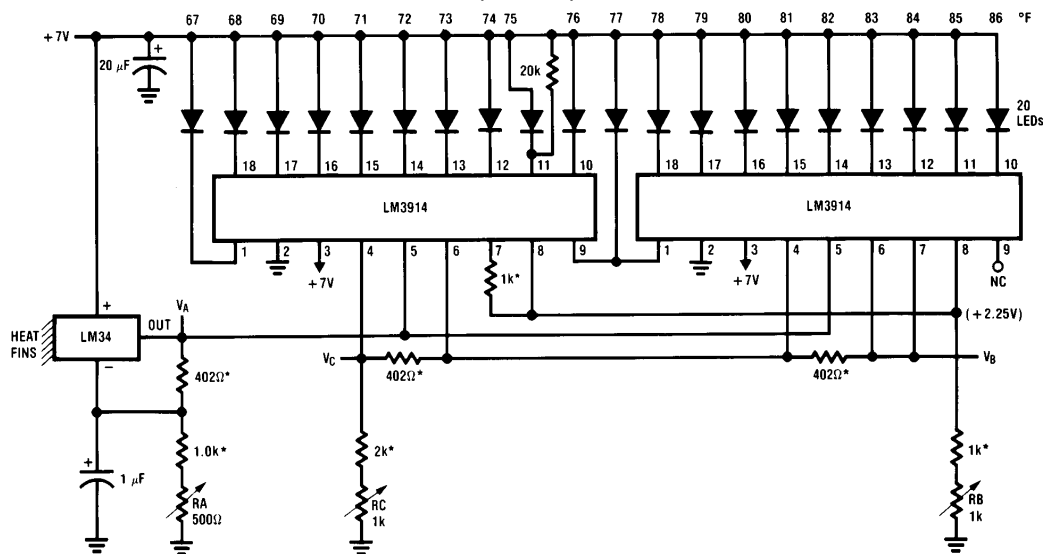 67 68 69 70 71 72 73 74 75 76 77 78 79 80 81 82 83 84 85 86 °F
+7V
20 μF
20k
20 LEDs
18 17 16 15 14 13 12 11 10
18 17 16 15 14 13 12 11 10
LM3914
LM3914
1 2 3 4 5 6 7 8 9
1 2 3 4 5 6 7 8 9
+7V
1k*
+7V
NC
VA
(+2.25V)
HEAT FINS
+
LM34
−
OUT
VC
402Ω*
402Ω*
VB
402Ω*
1.0k*
2k*
1k*
+
1 μF
RA
500Ω
RC
1k
RB
1k